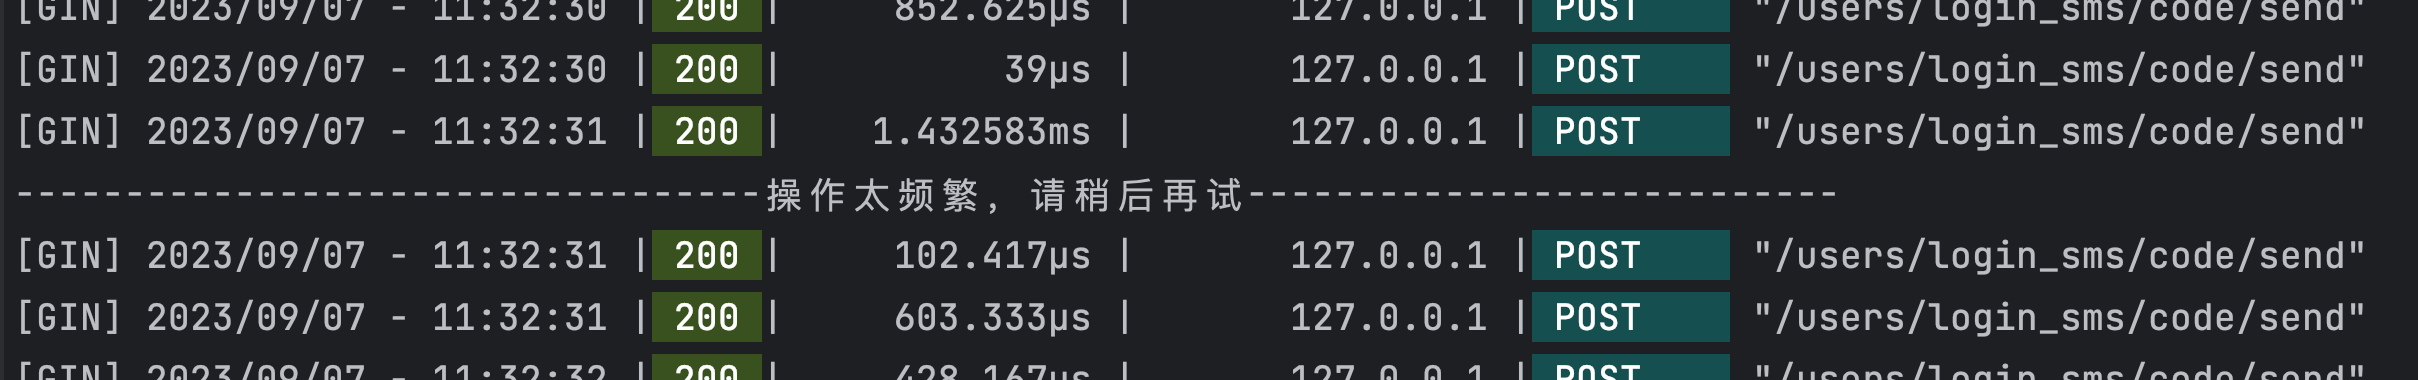 [GIN] 2023/09/07 - 11:32:30 | 200 | 852.625µs | 127.0.0.1 | POST "/users/login_sms/code/send"
[GIN] 2023/09/07 - 11:32:30 | 200 | 39µs | 127.0.0.1 | POST "/users/login_sms/code/send"
[GIN] 2023/09/07 - 11:32:31 | 200 | 1.432583ms | 127.0.0.1 | POST "/users/login_sms/code/send"
----------------------------------操作太频繁, 请稍后再试---------------------------
[GIN] 2023/09/07 - 11:32:31 | 200 | 102.417µs | 127.0.0.1 | POST "/users/login_sms/code/send"
[GIN] 2023/09/07 - 11:32:31 | 200 | 603.333µs | 127.0.0.1 | POST "/users/login_sms/code/send"
[GIN] 2023/09/07 - 11:32:32 | 200 | 428.167µs | 127.0.0.1 | POST "/users/login_sms/code/send"